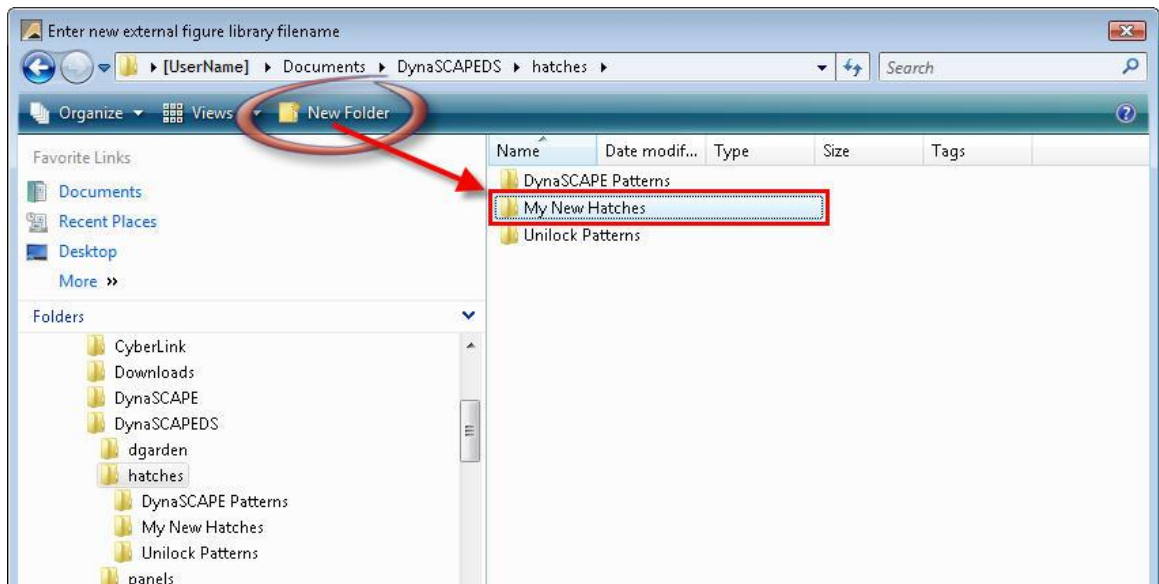 Enter new external figure library filename
[UserName] Documents DynaSCAPEDS hatches Search
Organize Views New Folder
Favorite Links
Documents
Recent Places
Desktop
More
Folders
CyberLink
Downloads
DynaSCAPE
DynaSCAPEDS
dgarden
hatches
DynaSCAPE Patterns
My New Hatches
Unilock Patterns
panels
Name Date modif... Type Size Tags
DynaSCAPE Patterns
My New Hatches
Unilock Patterns